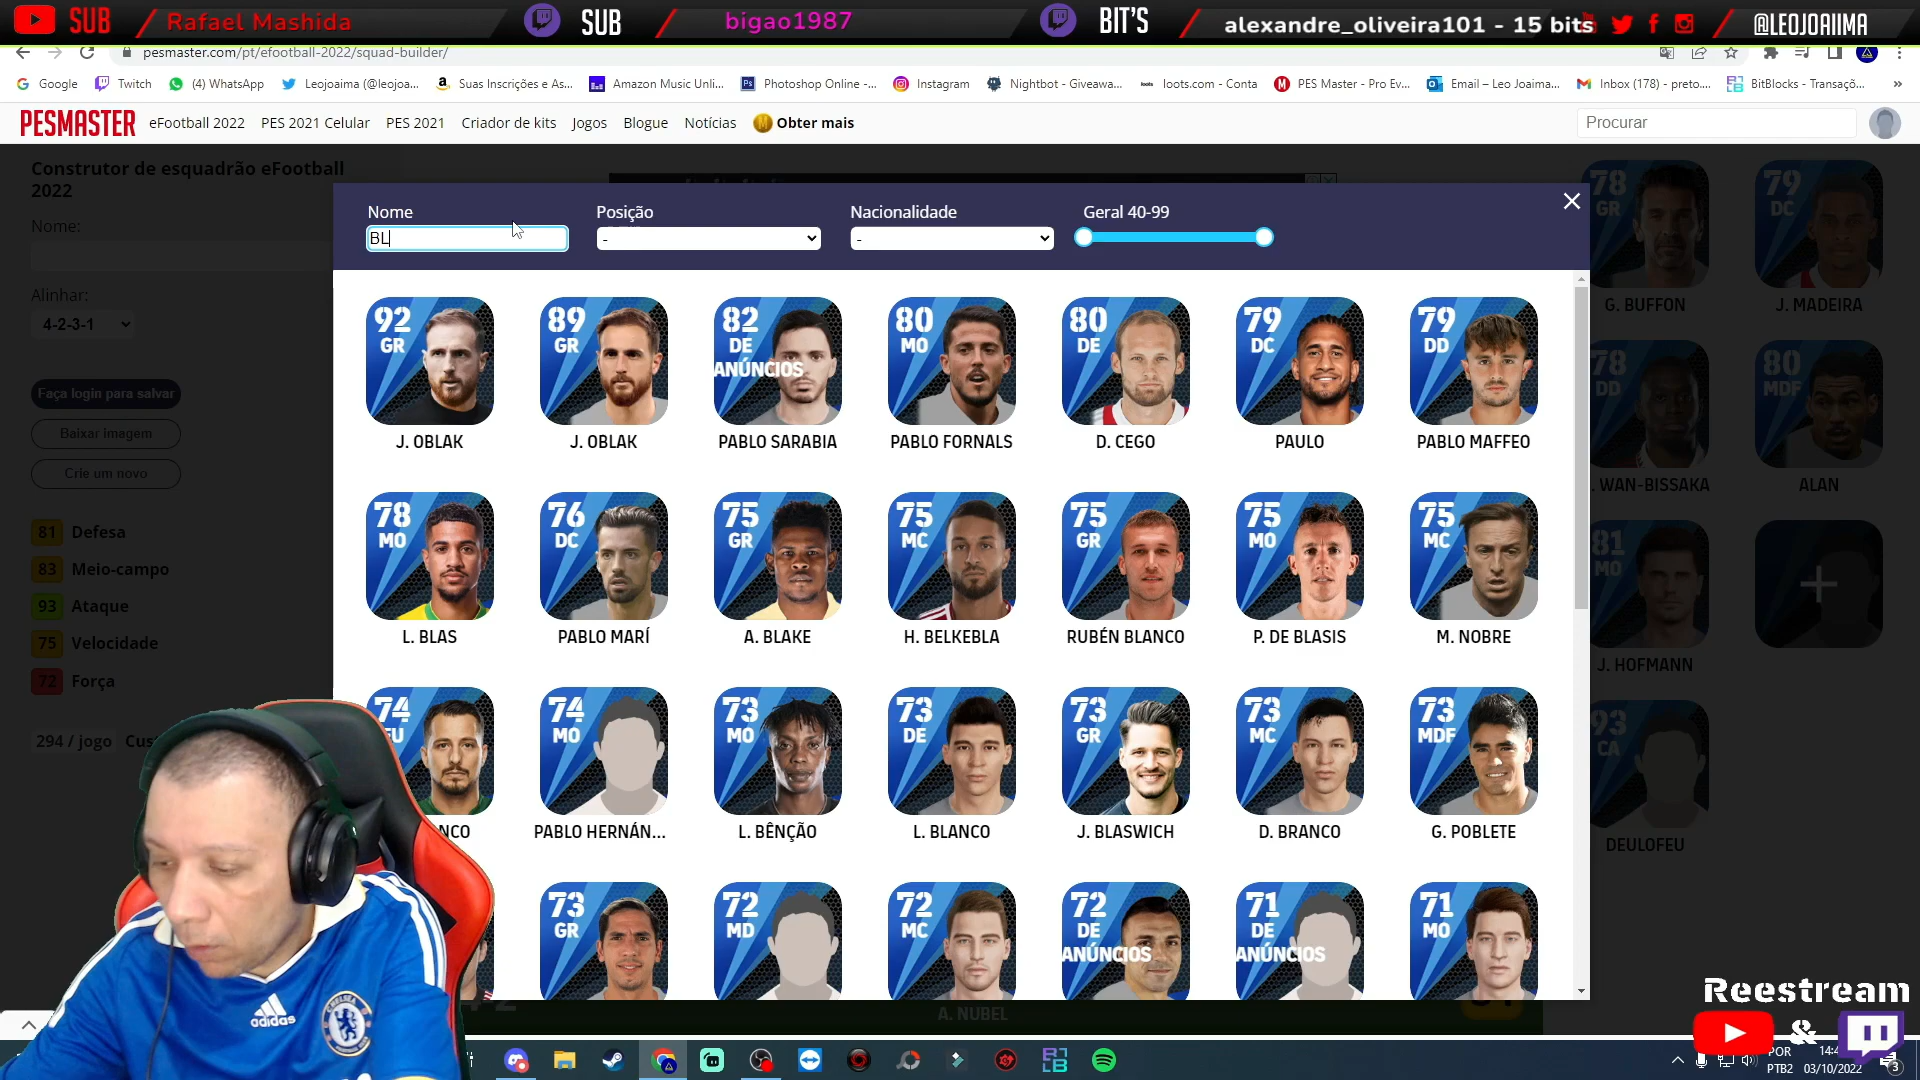 SUB
Rafael Mashida
SUB
bigao1987
BIT'S
alexandre_oliveira101 - 15 bits
@LEOJOAIIMA
pesmaster.com/pt/efootball-2022/squad-builder/
Google
Twitch
(4) WhatsApp
Leojoaima (@leojoa...
Suas Inscrições e As...
Amazon Music Unli...
Photoshop Online -...
Instagram
Nightbot - Giveawa...
loots.com - Conta
PES Master - Pro Ev...
Email – Leo Joaima...
Inbox (178) - preto....
BitBlocks - Transaçõ...
»
PESMASTER
eFootball 2022
PES 2021 Celular
PES 2021
Criador de kits
Jogos
Blogue
Notícias
Obter mais
Procurar
Construtor de esquadrão eFootball
2022
Nome:
Alinhar:
4-2-3-1
Faça login para salvar
Baixar imagem
Crie um novo
81 Defesa
83 Meio-campo
93 Ataque
75 Velocidade
72 Força
294 / jogo
Nome
Posição
Nacionalidade
Geral 40-99
BL
-
-
92 GR
J. OBLAK
89 GR
J. OBLAK
82 DE ANÚNCIOS
PABLO SARABIA
80 MO
PABLO FORNALS
80 DE
D. CEGO
79 DC
PAULO
79 DD
PABLO MAFFEO
78 MO
L. BLAS
76 DC
PABLO MARÍ
75 GR
A. BLAKE
75 MC
H. BELKEBLA
75 GR
RUBÉN BLANCO
75 MO
P. DE BLASIS
75 MC
M. NOBRE
74
NCO
74 MO
PABLO HERNÁN...
73 MO
L. BÊNÇÃO
73 DE
L. BLANCO
73 GR
J. BLASWICH
73 MC
D. BRANCO
73 MDF
G. POBLETE
73 GR
72 MD
72 MC
72 DE ANÚNCIOS
71 DE ANÚNCIOS
71 MO
78 GR
G. BUFFON
79 DC
J. MADEIRA
78 DD
WAN-BISSAKA
80 MDF
ALAN
81 MO
J. HOFMANN
93 CA
DEULOFEU
A. NUBEL
adidas
Reestream
&
POR
PTB2
14:4
03/10/2022
3